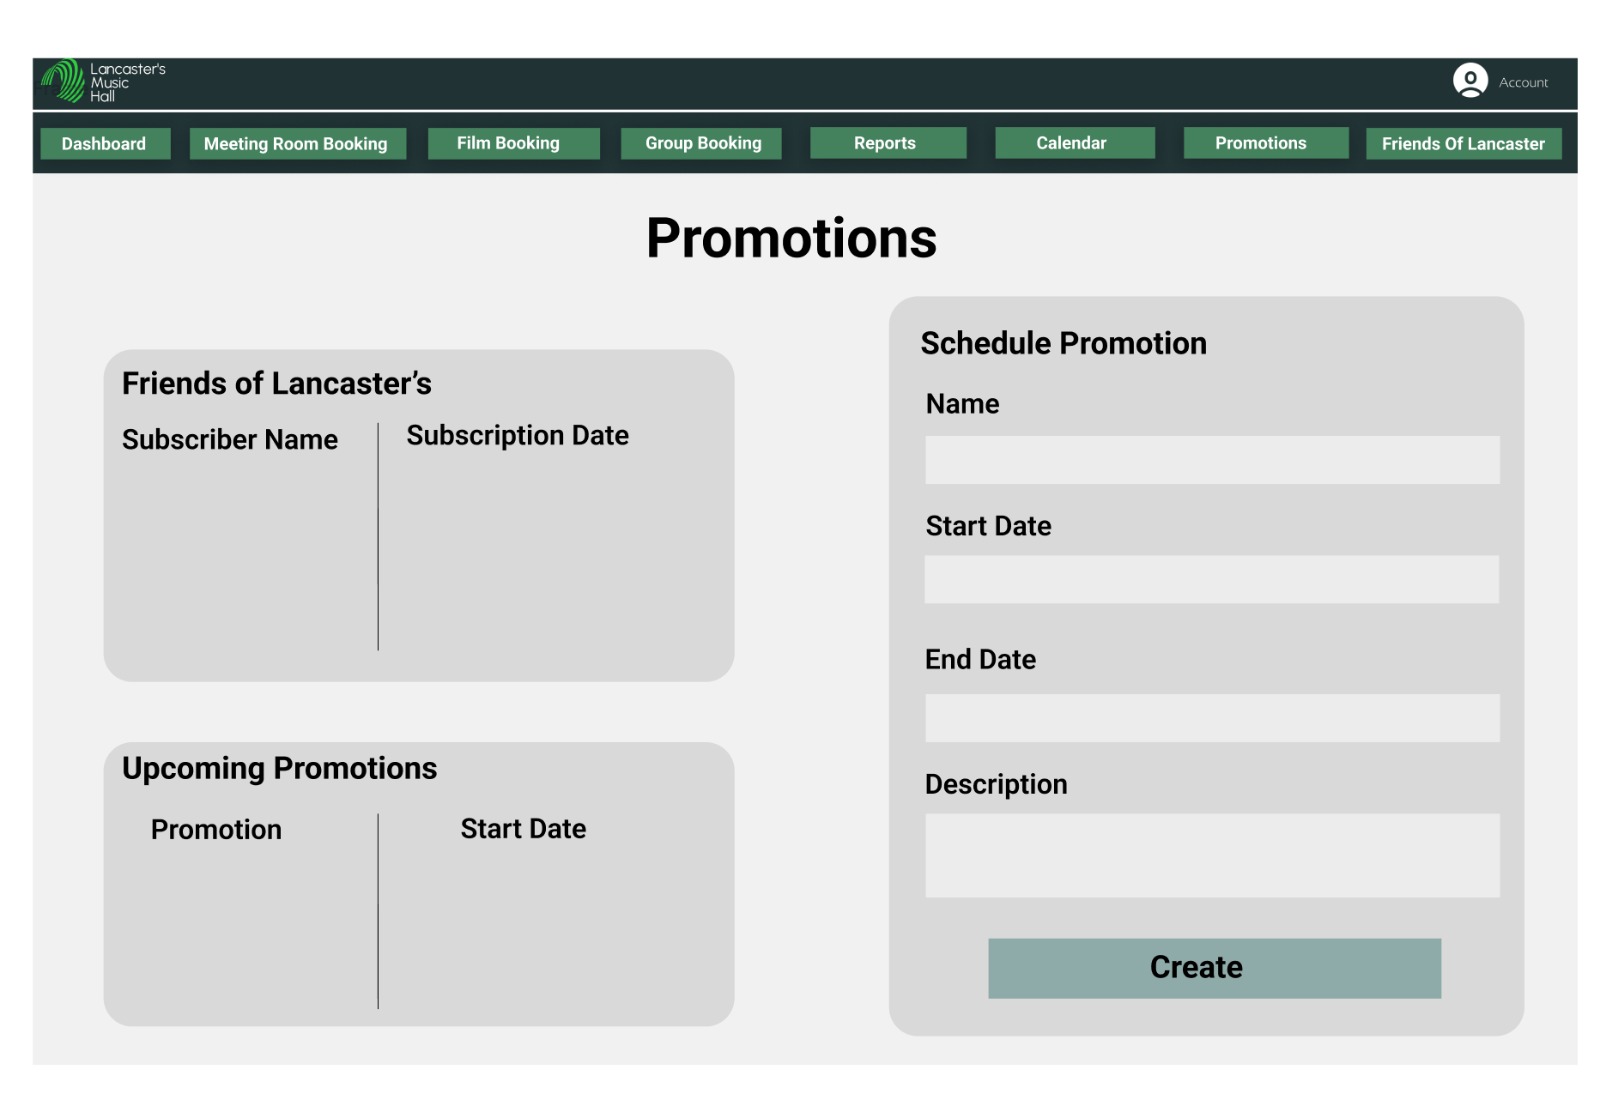 Lancaster's
Music
Hall
Account
Dashboard
Meeting Room Booking
Film Booking
Group Booking
Reports
Calendar
Promotions
Friends Of Lancaster
Promotions
Friends of Lancaster’s
Subscriber Name
Subscription Date
Upcoming Promotions
Promotion
Start Date
Schedule Promotion
Name
Start Date
End Date
Description
Create